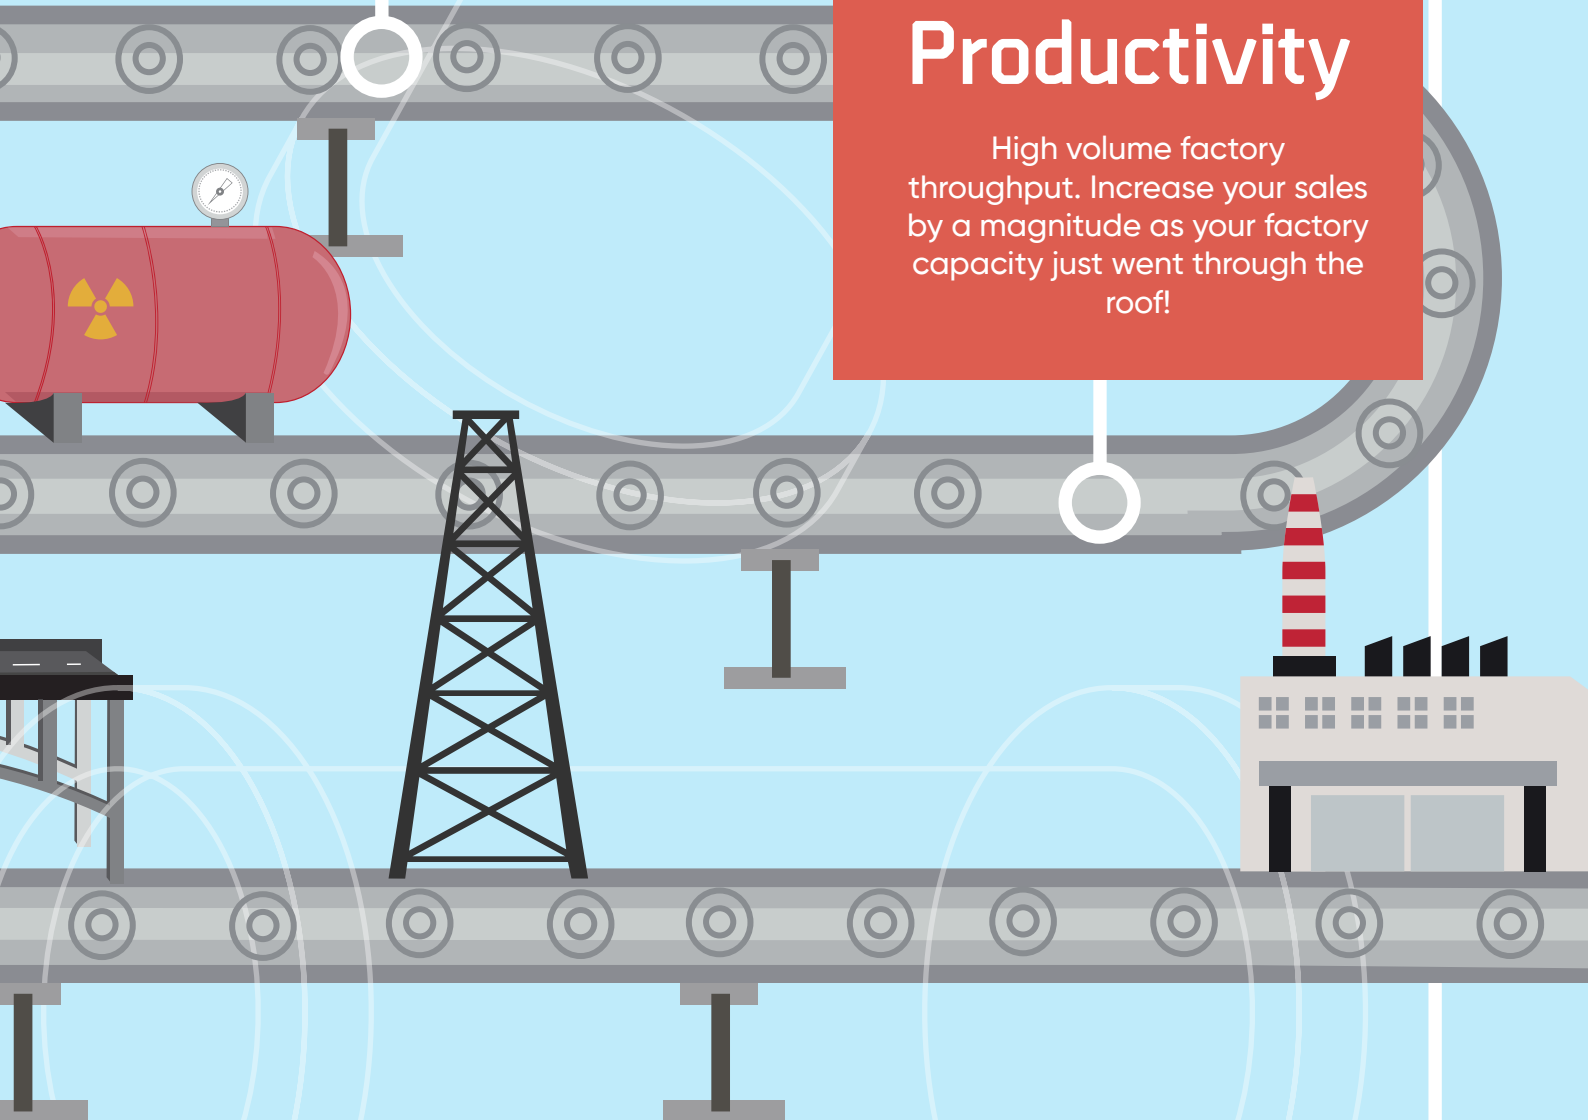 Productivity
High volume factory
throughput. Increase your sales
by a magnitude as your factory
capacity just went through the
roof!